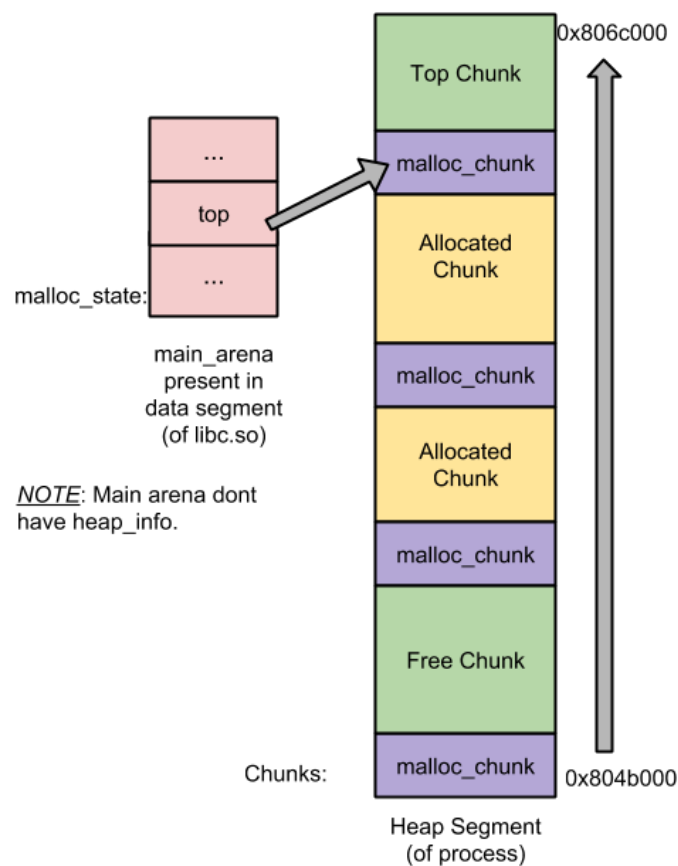 0x806c000
Top Chunk
malloc_chunk
...
top
...
malloc_state:
main_arena
present in
data segment
(of libc.so)
NOTE: Main arena dont
have heap_info.
Allocated
Chunk
malloc_chunk
Allocated
Chunk
malloc_chunk
Free Chunk
Chunks:
malloc_chunk
0x804b000
Heap Segment
(of process)